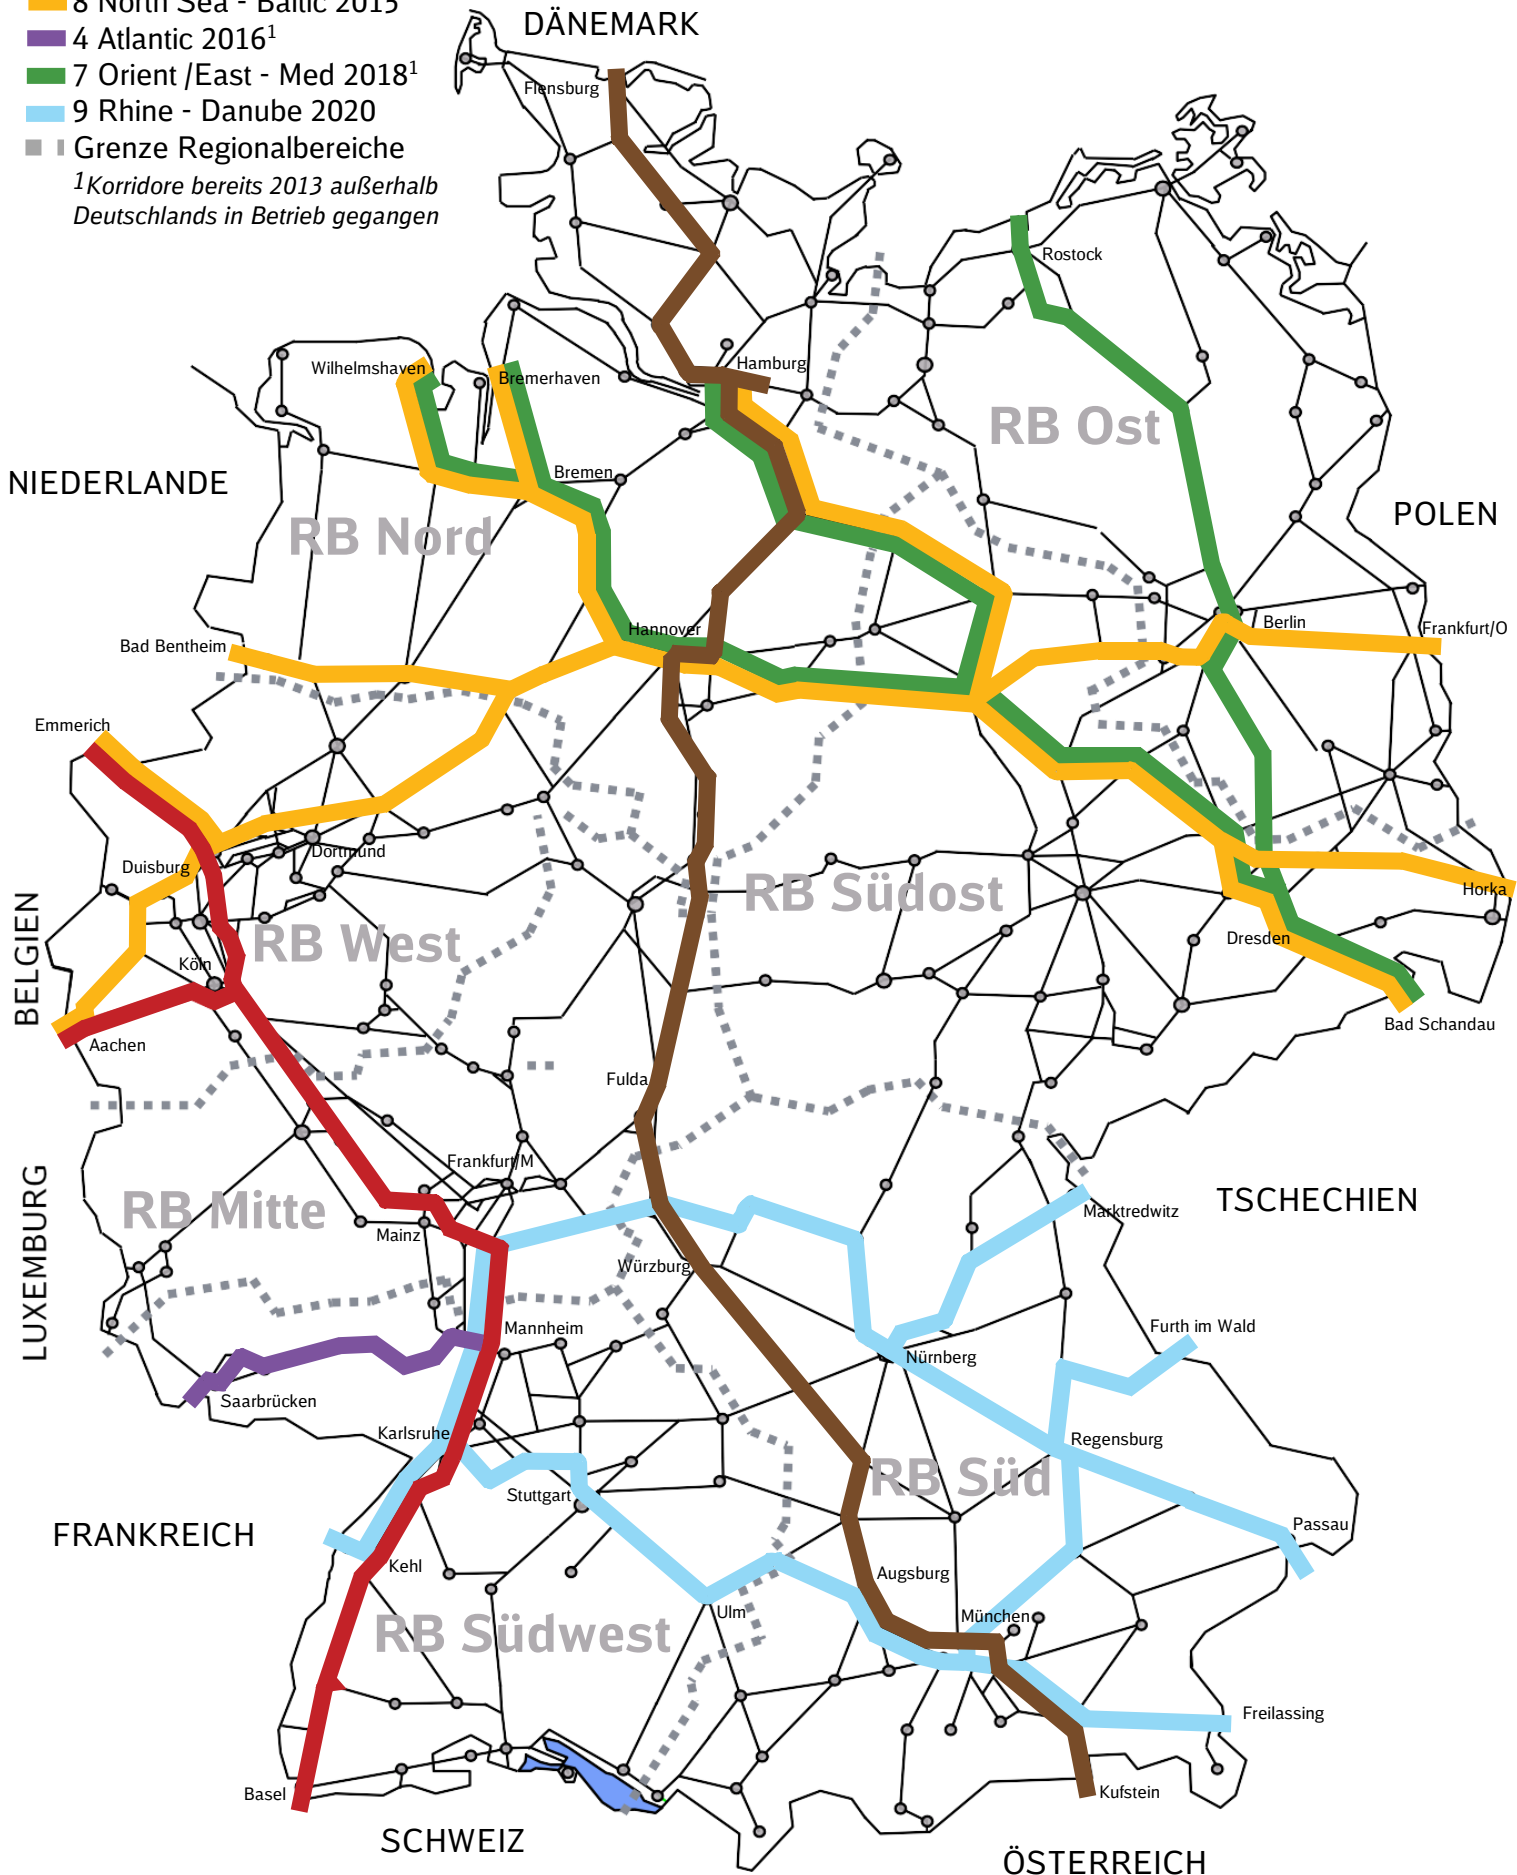 8 North Sea - Baltic 2015
4 Atlantic 2016¹
7 Orient /East - Med 2018¹
9 Rhine - Danube 2020
Grenze Regionalbereiche
¹Korridore bereits 2013 außerhalb
Deutschlands in Betrieb gegangen
DÄNEMARK
Flensburg
Rostock
Hamburg
Wilhelmshaven
Bremerhaven
RB Ost
Bremen
NIEDERLANDE
POLEN
RB Nord
Berlin
Frankfurt/O
Hannover
Bad Bentheim
Emmerich
Dortmund
Duisburg
RB Südost
Horka
BELGIEN
RB West
Dresden
Köln
Bad Schandau
Aachen
Fulda
Frankfurt/M
LUXEMBURG
RB Mitte
TSCHECHIEN
Marktredwitz
Mainz
Würzburg
Mannheim
Furth im Wald
Nürnberg
Saarbrücken
Karlsruhe
Regensburg
RB Süd
Stuttgart
FRANKREICH
Passau
Kehl
Augsburg
Ulm
München
RB Südwest
Freilassing
Basel
Kufstein
SCHWEIZ
ÖSTERREICH